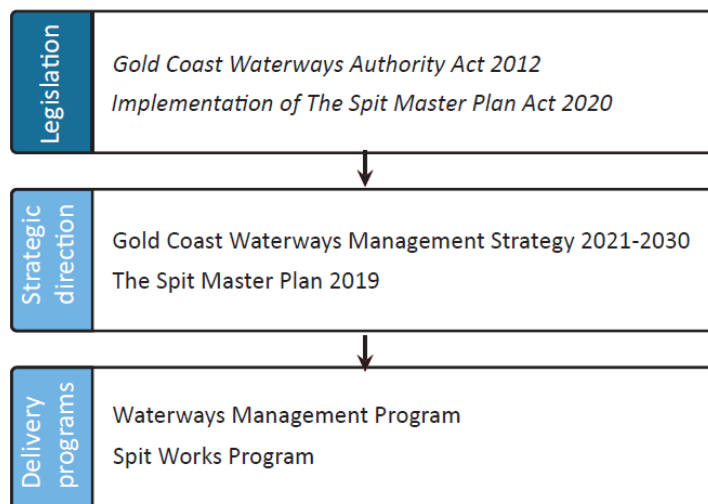 Legislation
Gold Coast Waterways Authority Act 2012
Implementation of The Spit Master Plan Act 2020
Strategic
direction
Gold Coast Waterways Management Strategy 2021-2030
The Spit Master Plan 2019
Delivery
programs
Waterways Management Program
Spit Works Program